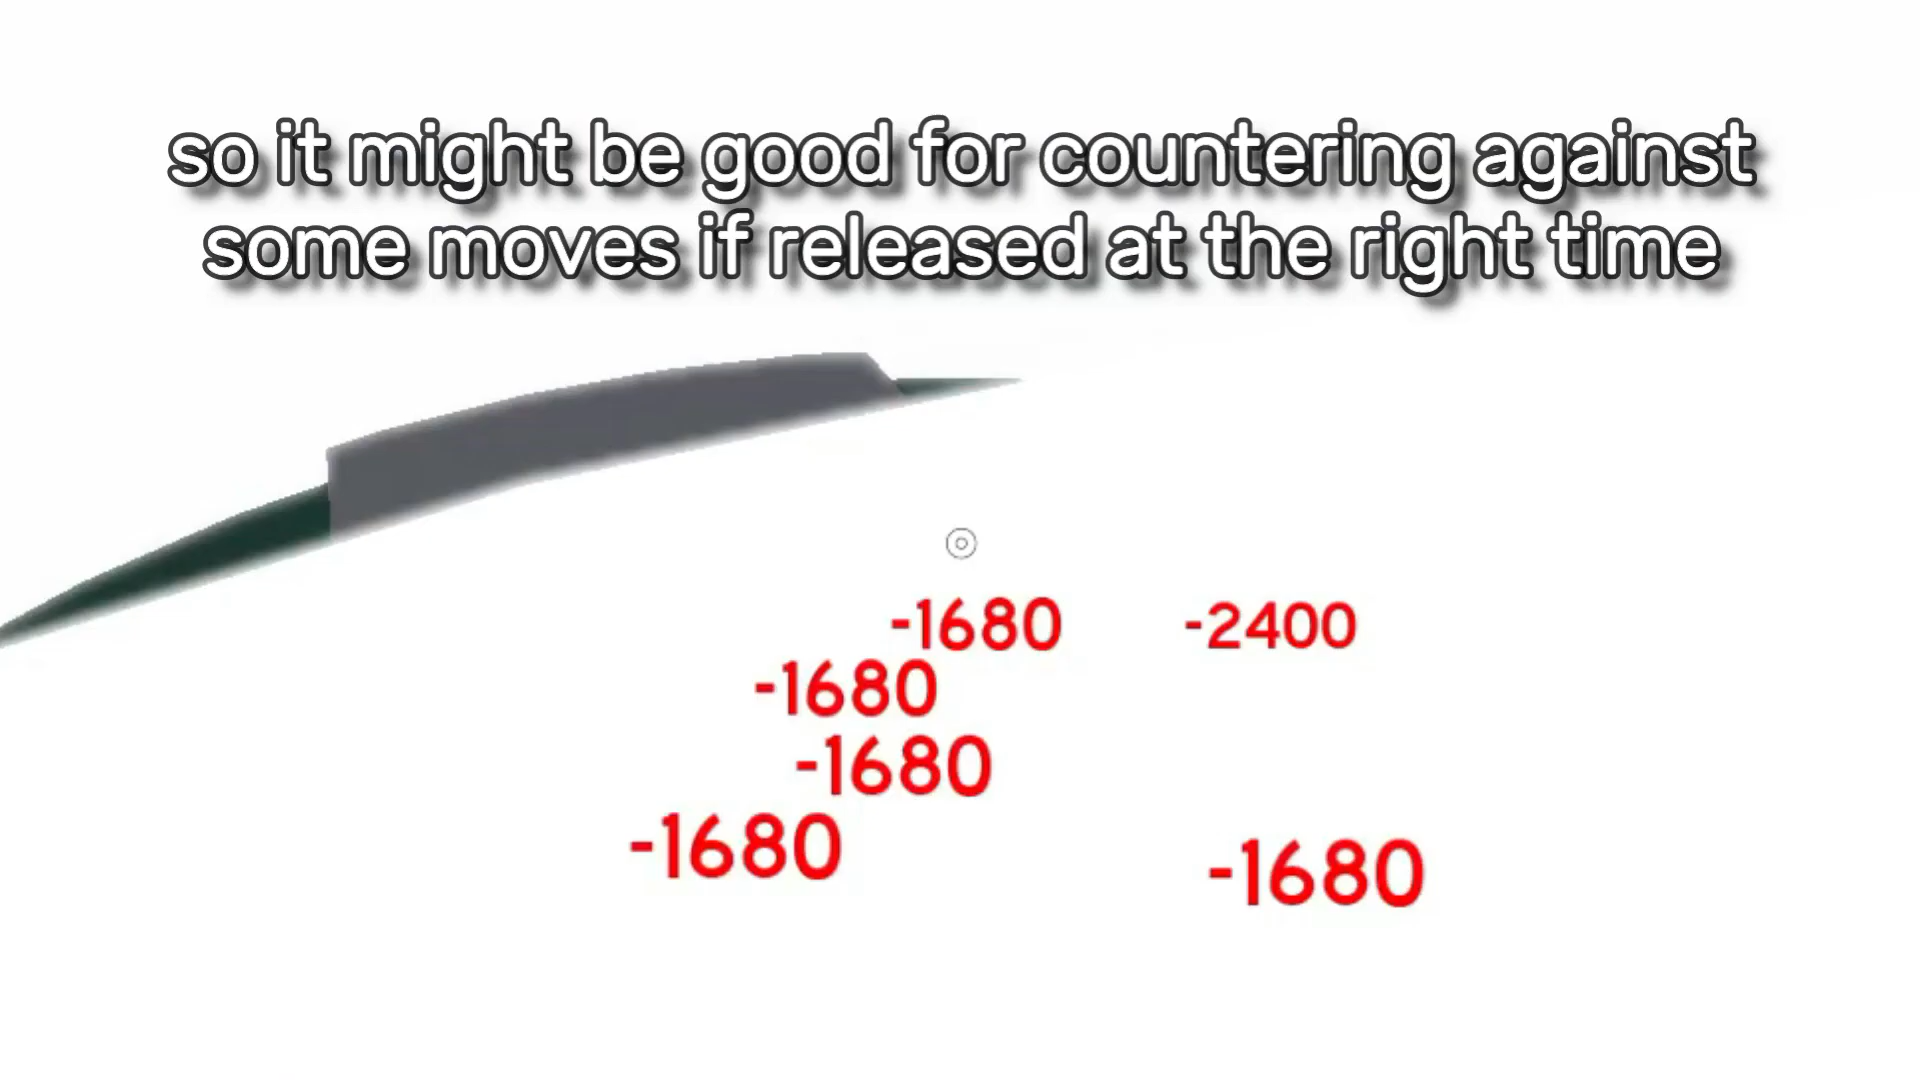 so it might be good for countering against
some moves if released at the right time
-1680 -2400
-1680
-1680
-1680
-1680